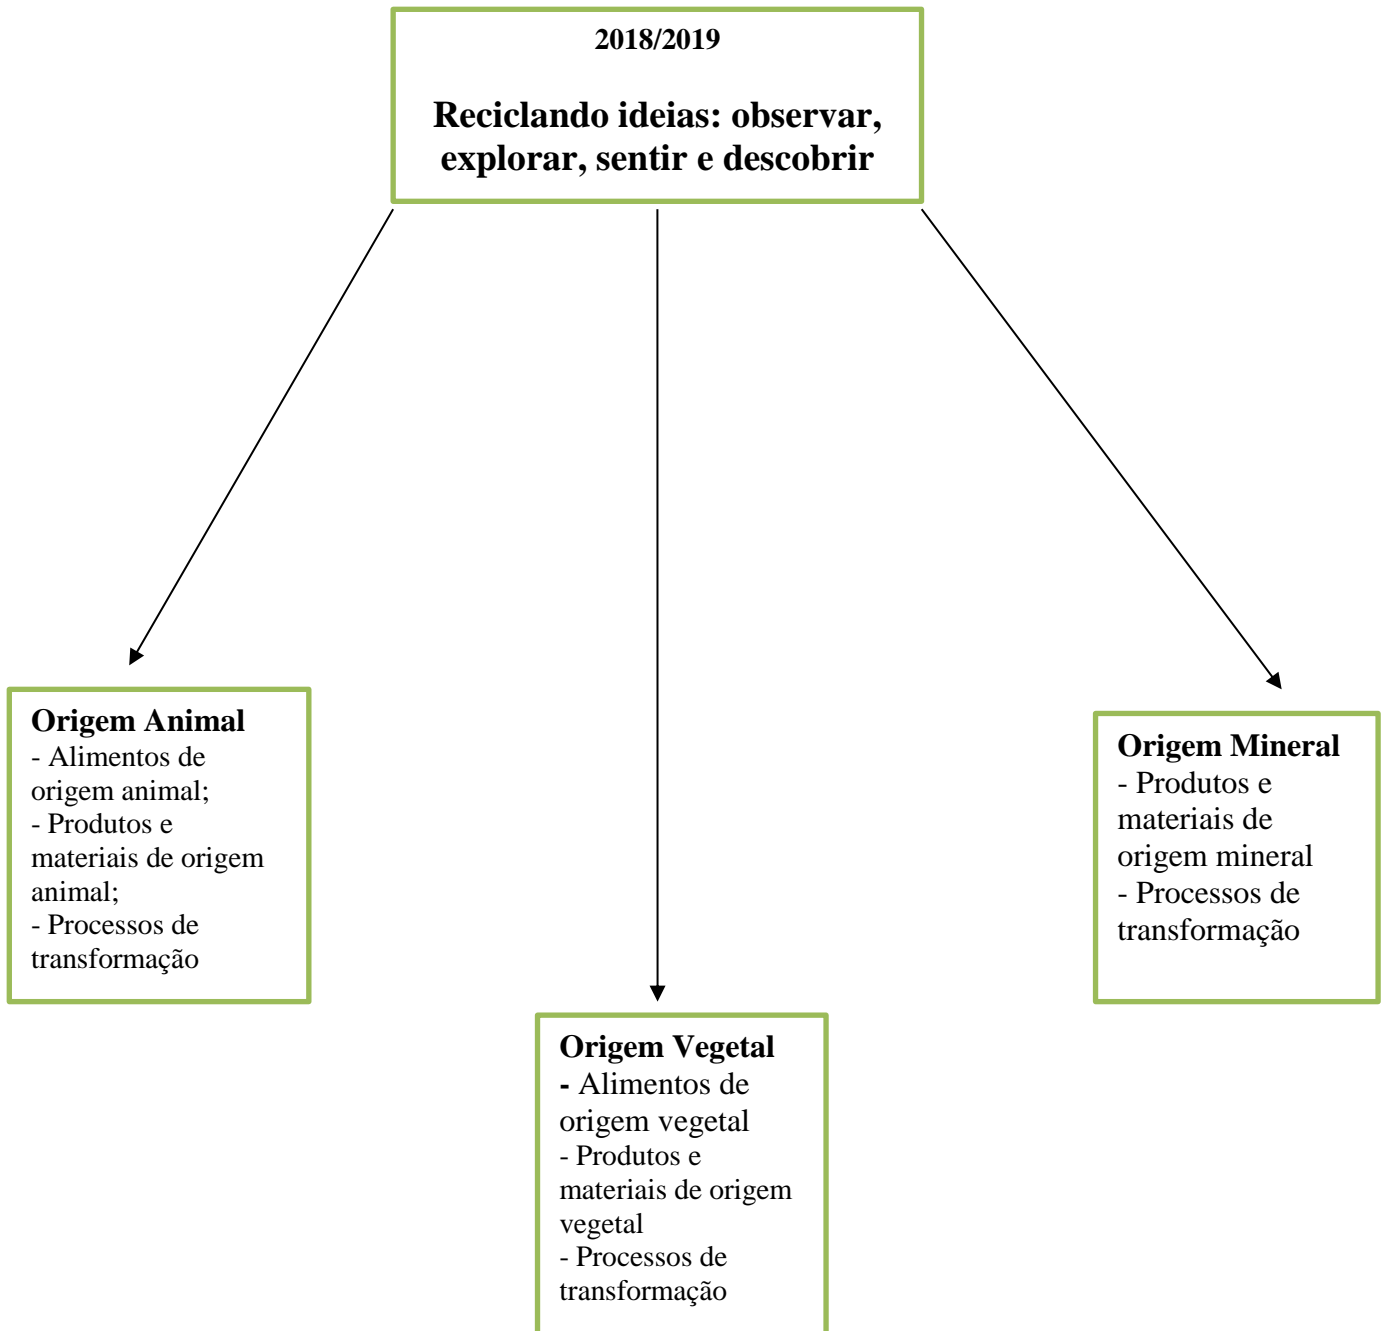 2018/2019
Reciclando ideias: observar,
explorar, sentir e descobrir
Origem Animal
- Alimentos de
origem animal;
- Produtos e
materiais de origem
animal;
- Processos de
transformação
Origem Mineral
- Produtos e
materiais de
origem mineral
- Processos de
transformação
Origem Vegetal
- Alimentos de
origem vegetal
- Produtos e
materiais de origem
vegetal
- Processos de
transformação